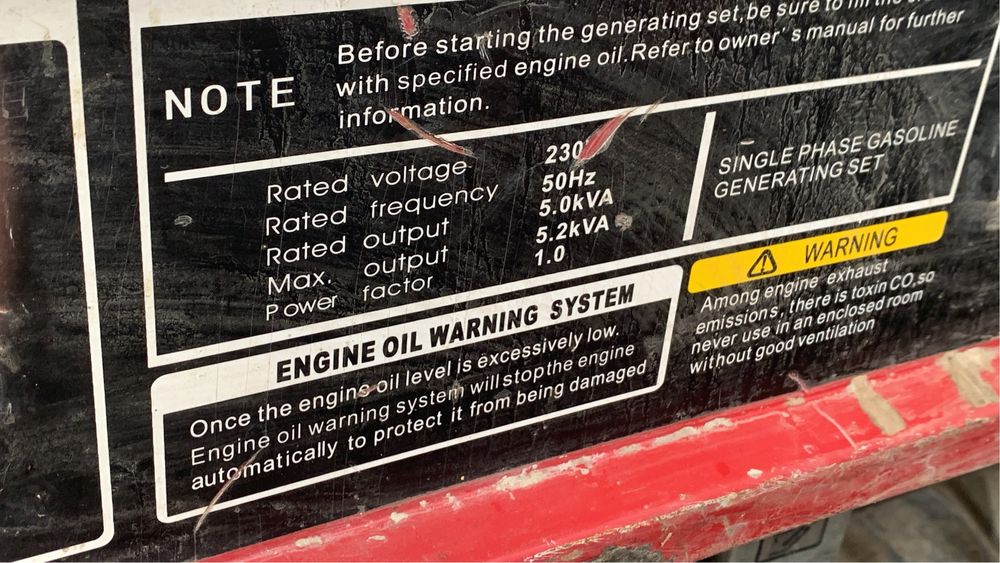 NOTE
Before starting the generating set,be sure to fill the
with specified engine oil.Refer to owner's manual for further
information.
Rated voltage 230
Rated frequency 50Hz
Rated output 5.0kVA
Max. output 5.2kVA
Power factor 1.0
SINGLE PHASE GASOLINE
GENERATING SET
ENGINE OIL WARNING SYSTEM
Once the engine oil level is excessively low.
Engine oil warning system will stop the engine
automatically to protect it from being damaged
WARNING
Among engine exhaust
emissions, there is toxin CO,so
never use in an enclosed room
without good ventilation